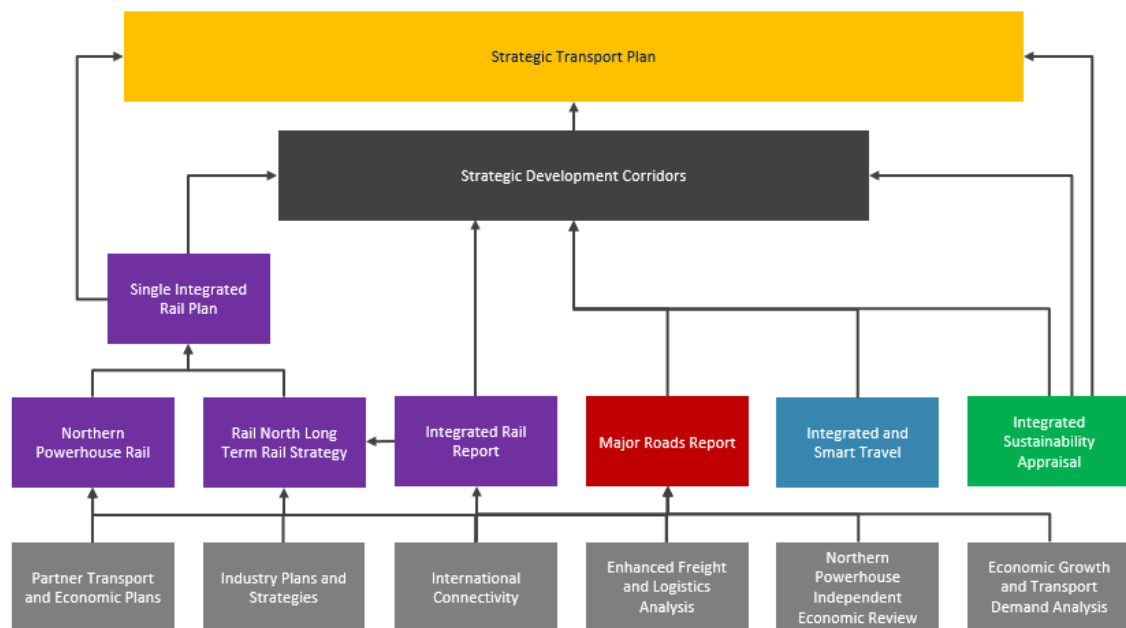 Strategic Transport Plan
Strategic Development Corridors
Single Integrated
Rail Plan
Northern
Powerhouse Rail
Rail North Long
Term Rail Strategy
Integrated Rail
Report
Major Roads Report
Integrated and
Smart Travel
Integrated
Sustainability
Appraisal
Partner Transport
and Economic Plans
Industry Plans and
Strategies
International
Connectivity
Enhanced Freight
and Logistics
Analysis
Northern
Powerhouse
Independent
Economic Review
Economic Growth
and Transport
Demand Analysis